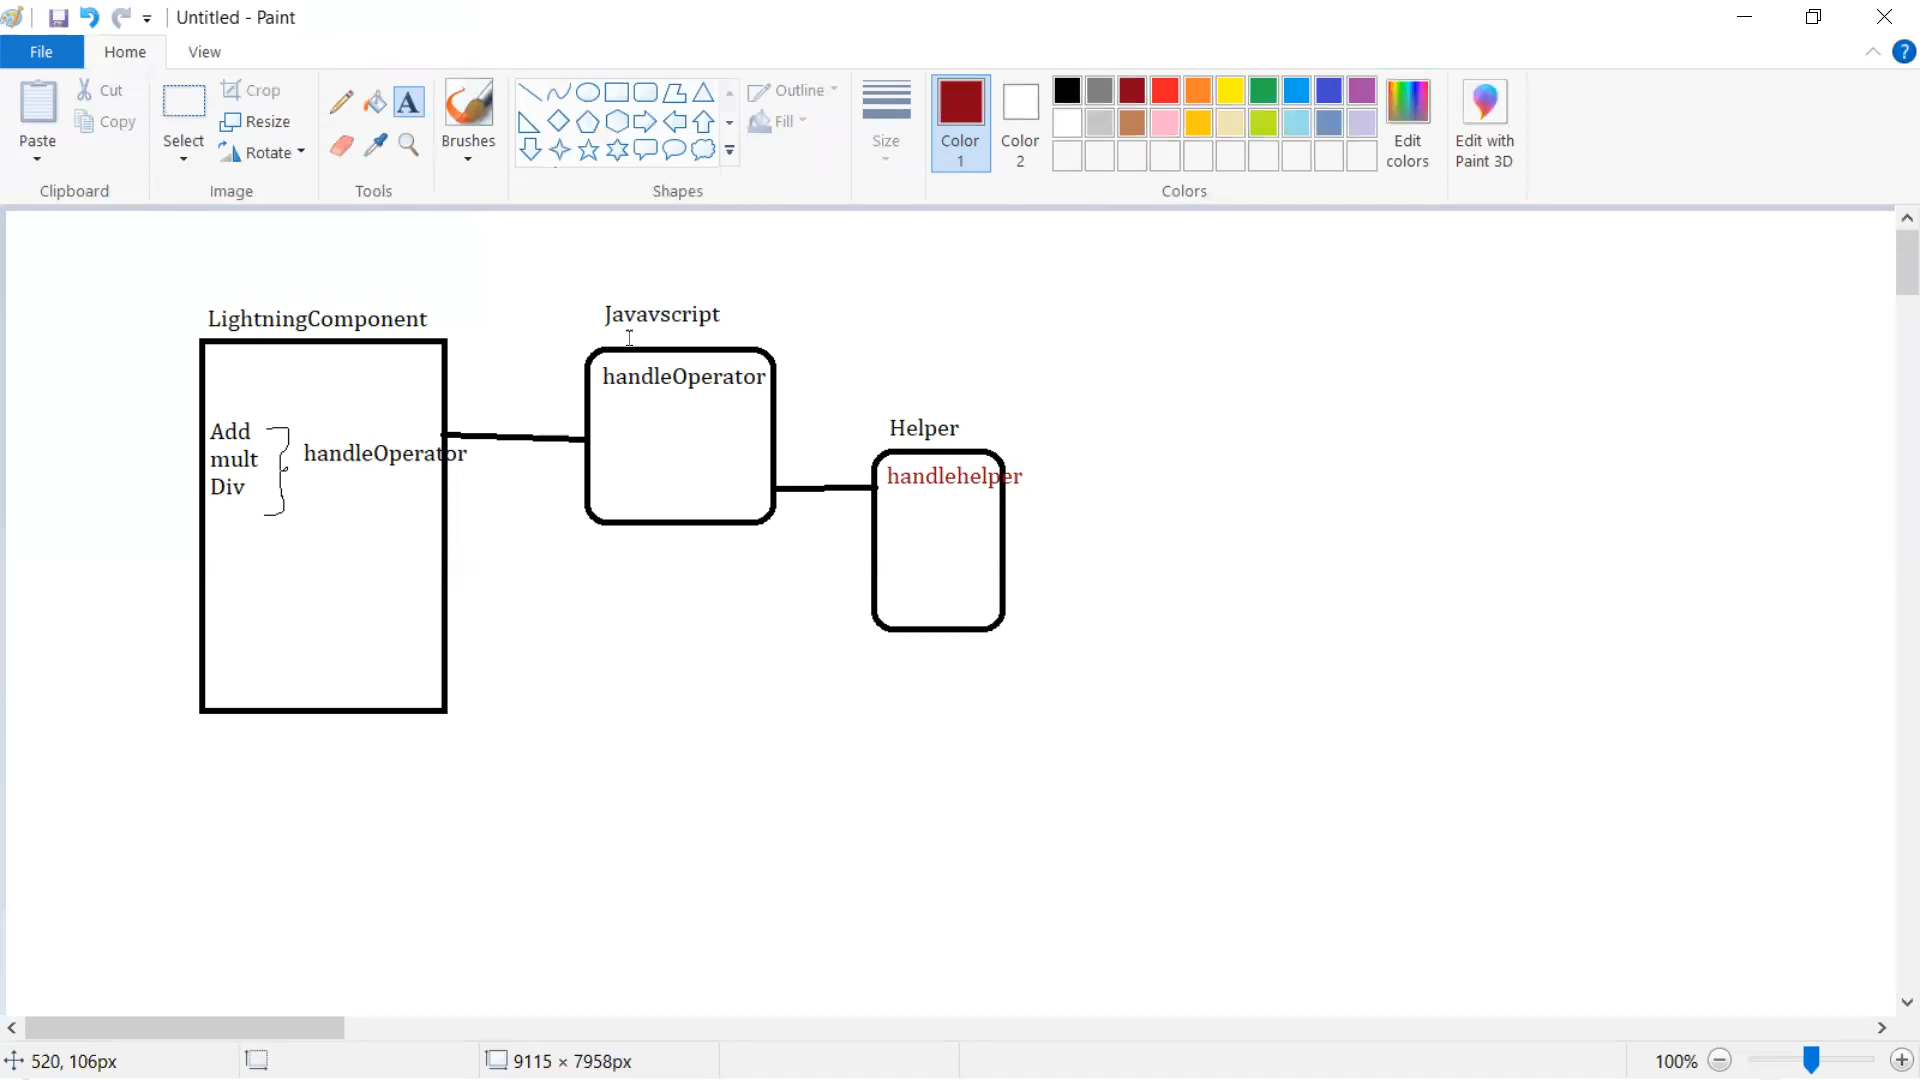 Untitled - Paint
File
Home
View
Paste
Cut
Copy
Clipboard
Select
Crop
Resize
Rotate
Image
A
Tools
Brushes
Shapes
Outline
Fill
Size
Color
1
Color
2
Colors
Edit
colors
Edit with
Paint 3D
?
LightningComponent
Add
mult
Div
handleOperator
Javavscript
handleOperator
Helper
handlehelper
520, 106px
9115 × 7958px
100%